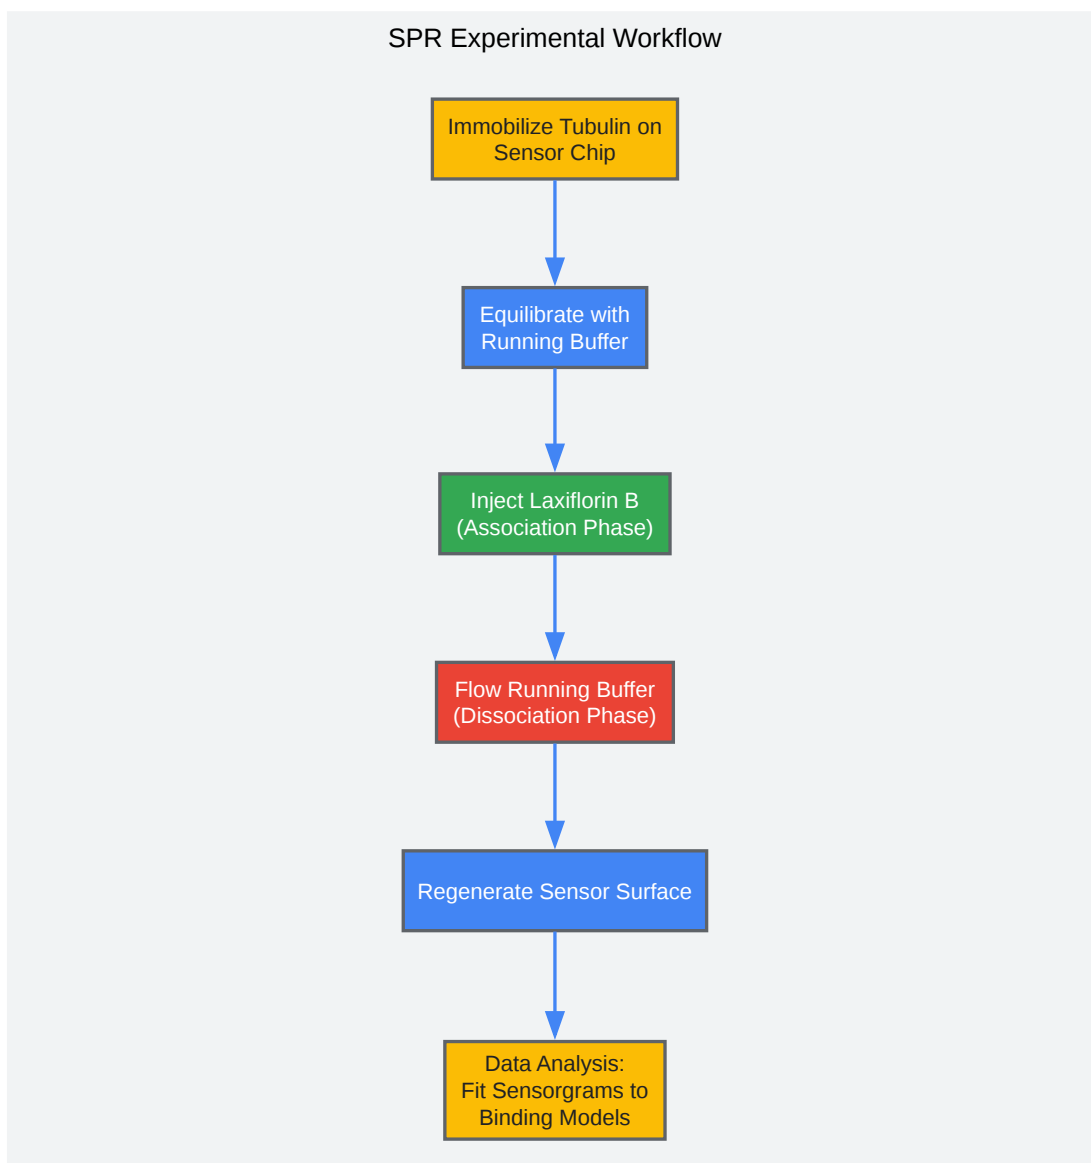 SPR Experimental Workflow
Immobilize Tubulin on
Sensor Chip
Equilibrate with
Running Buffer
Inject Laxiflorin B
(Association Phase)
Flow Running Buffer
(Dissociation Phase)
Regenerate Sensor Surface
Data Analysis:
Fit Sensorgrams to
Binding Models